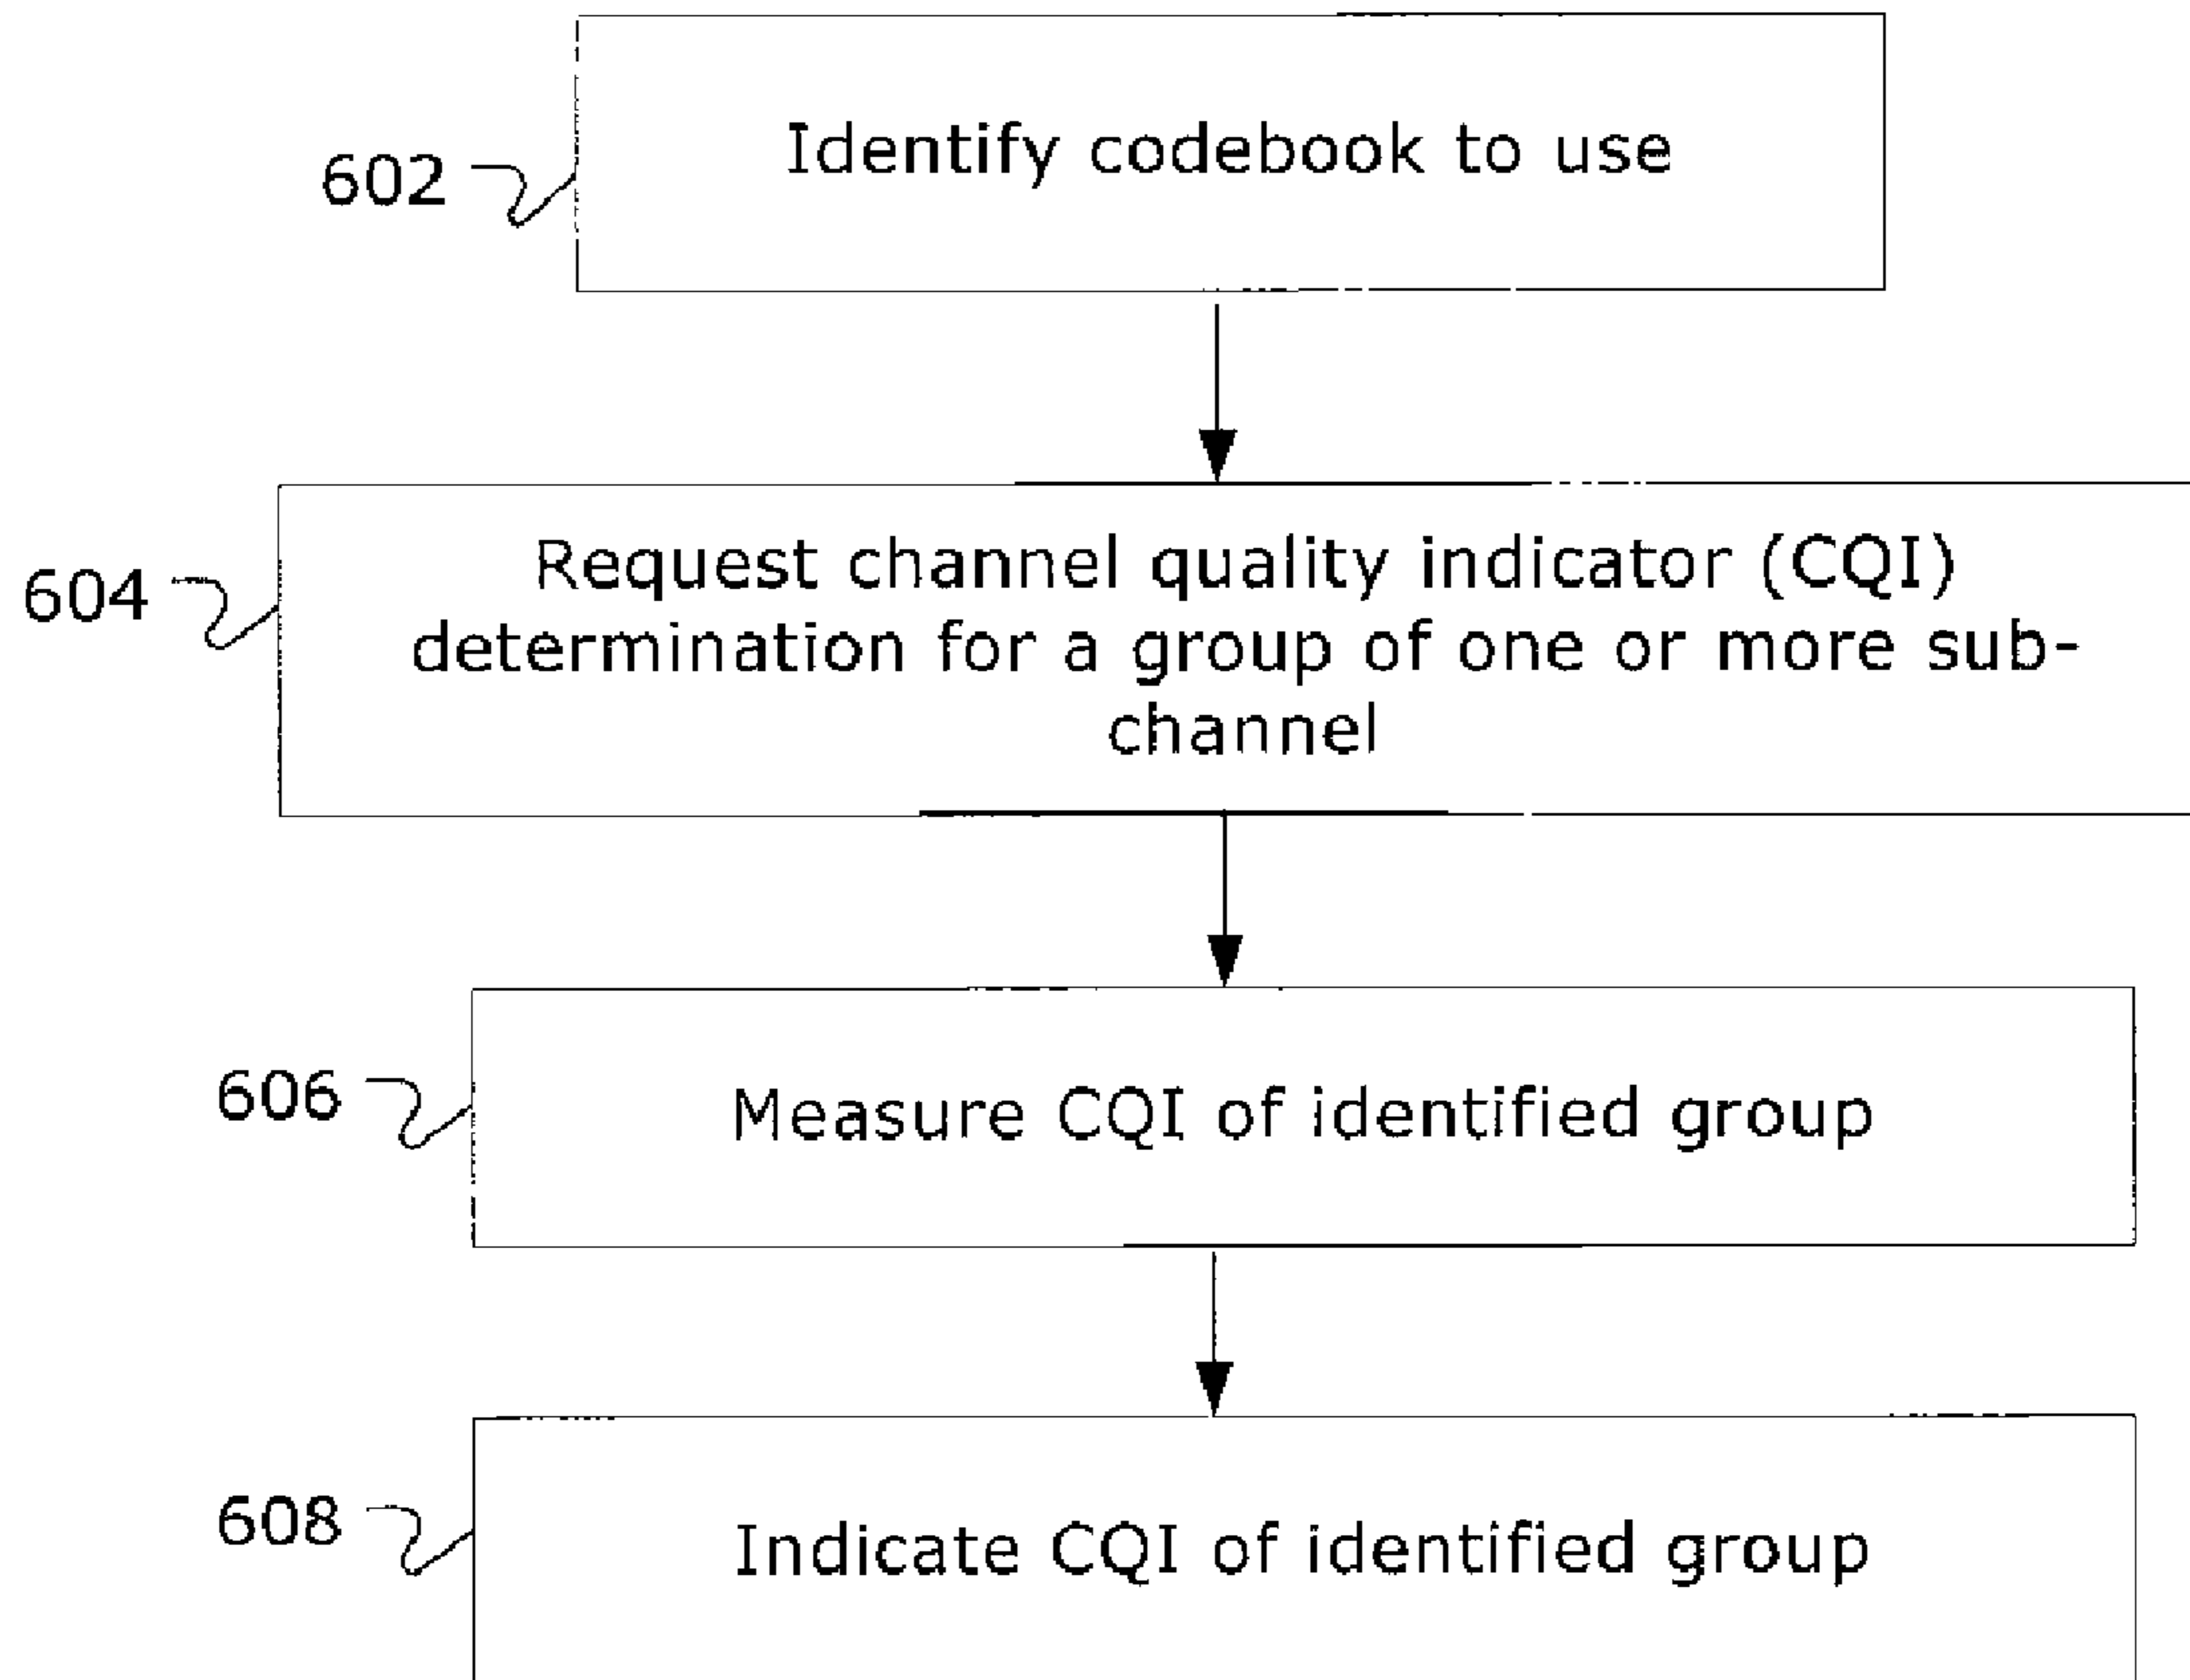 602
Identify codebook to use
604
Request channel quality indicator (CQI)
determination for a group of one or more sub-
channel
606
Measure CQI of identified group
608
Indicate CQI of identified group